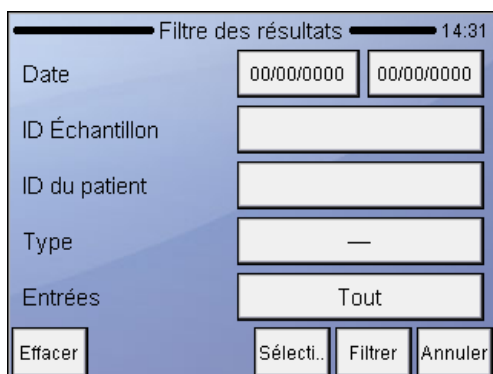 Filtre des résultats 14:31
Date 00/00/0000 00/00/0000
ID Échantillon
ID du patient
Type —
Entrées Tout
Effacer Sélecti.. Filtrer Annuler